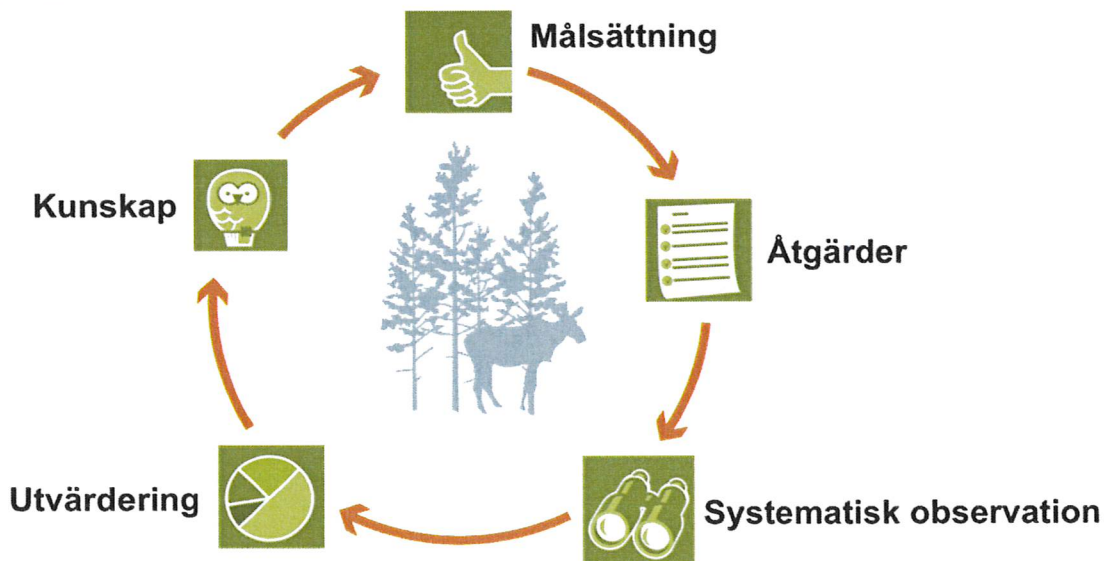 Målsättning
Åtgärder
Systematisk observation
Utvärdering
Kunskap